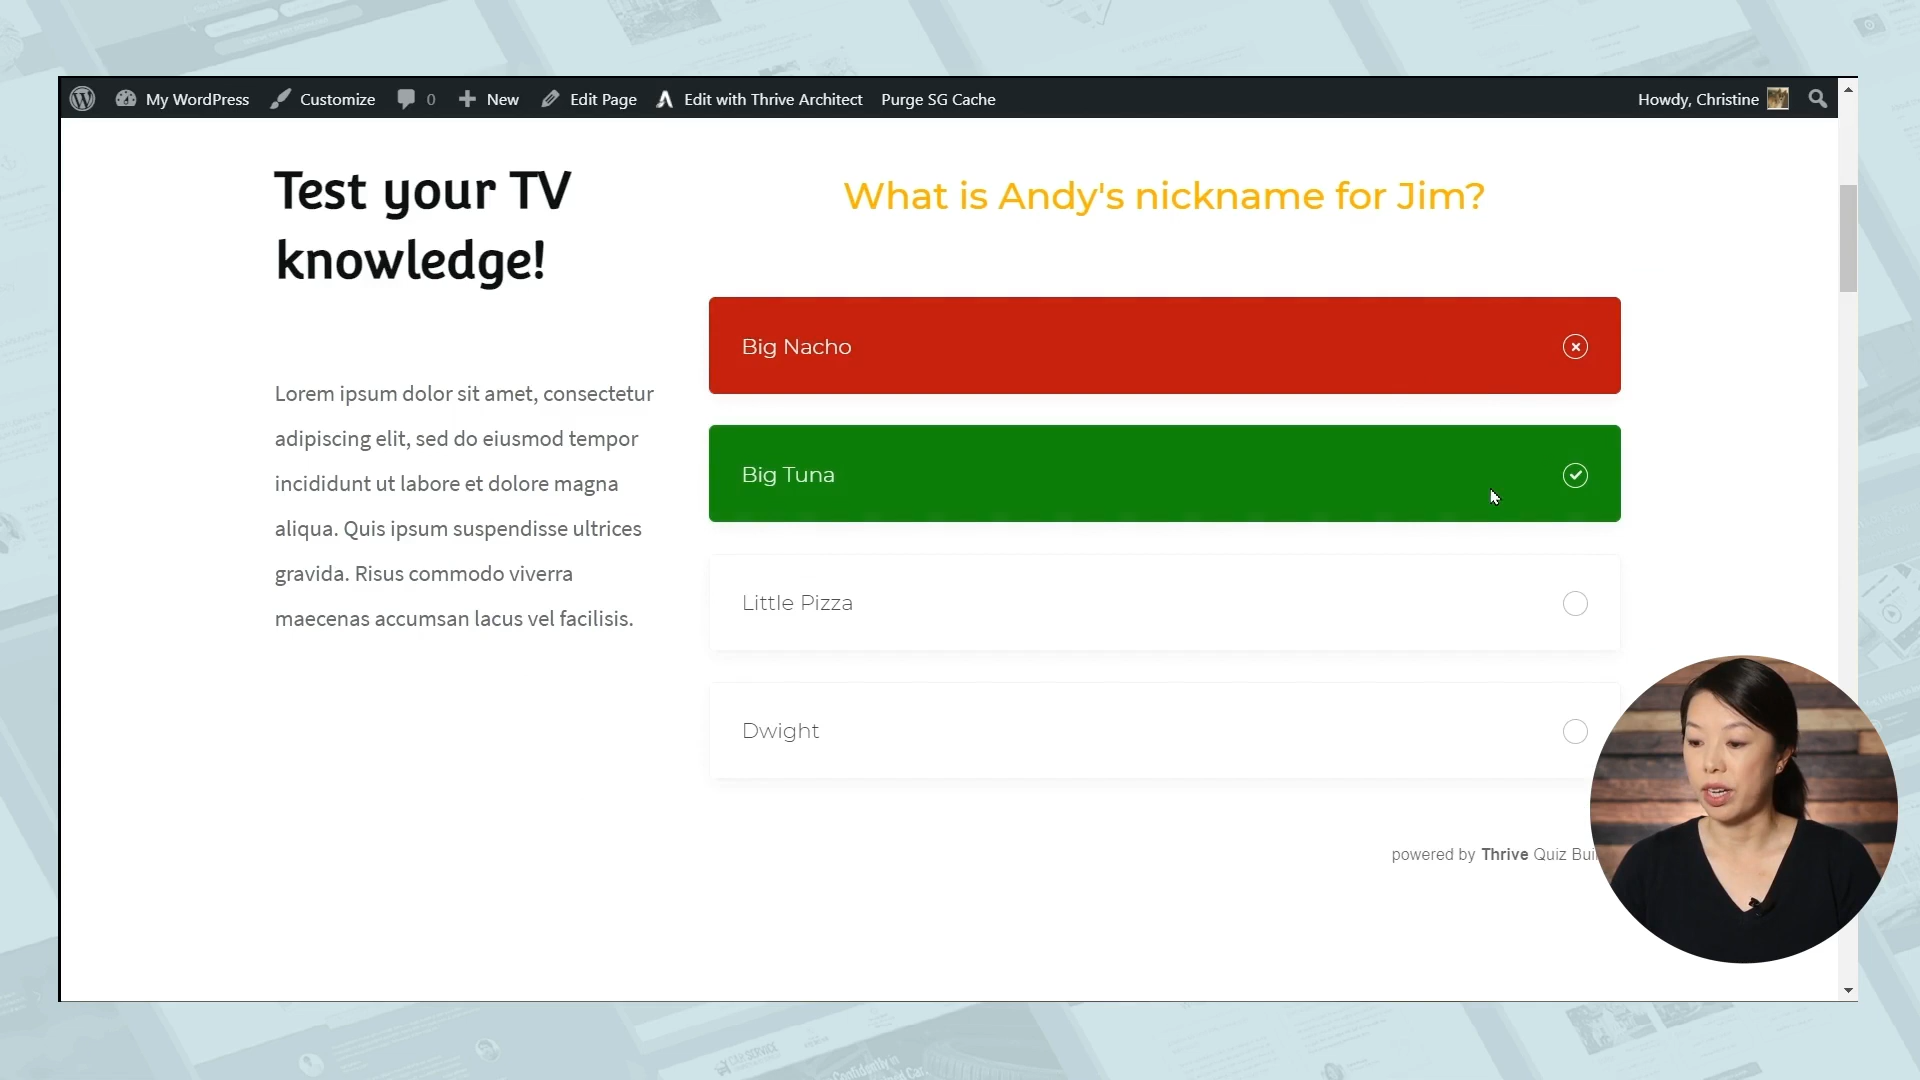 My WordPress Customize 0 New Edit Page Edit with Thrive Architect Purge SG Cache Howdy, Christine
Test your TV
knowledge!
Lorem ipsum dolor sit amet, consectetur
adipiscing elit, sed do eiusmod tempor
incididunt ut labore et dolore magna
aliqua. Quis ipsum suspendisse ultrices
gravida. Risus commodo viverra
maecenas accumsan lacus vel facilisis.
What is Andy's nickname for Jim?
Big Nacho
Big Tuna
Little Pizza
Dwight
powered by Thrive Quiz Bui